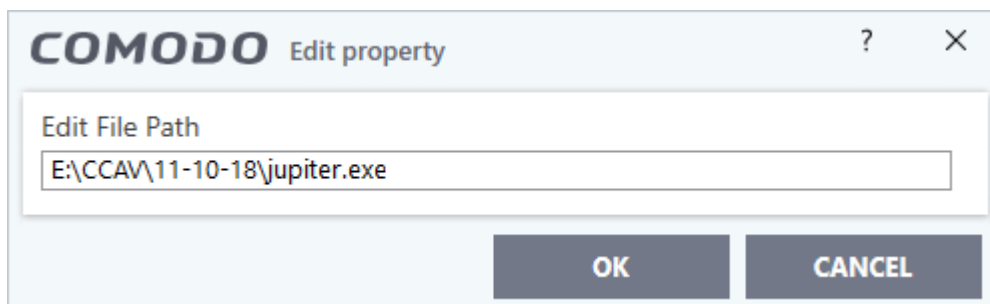 COMODO Edit property ? ×
Edit File Path
E:\CCAV\11-10-18\jupiter.exe
OK CANCEL